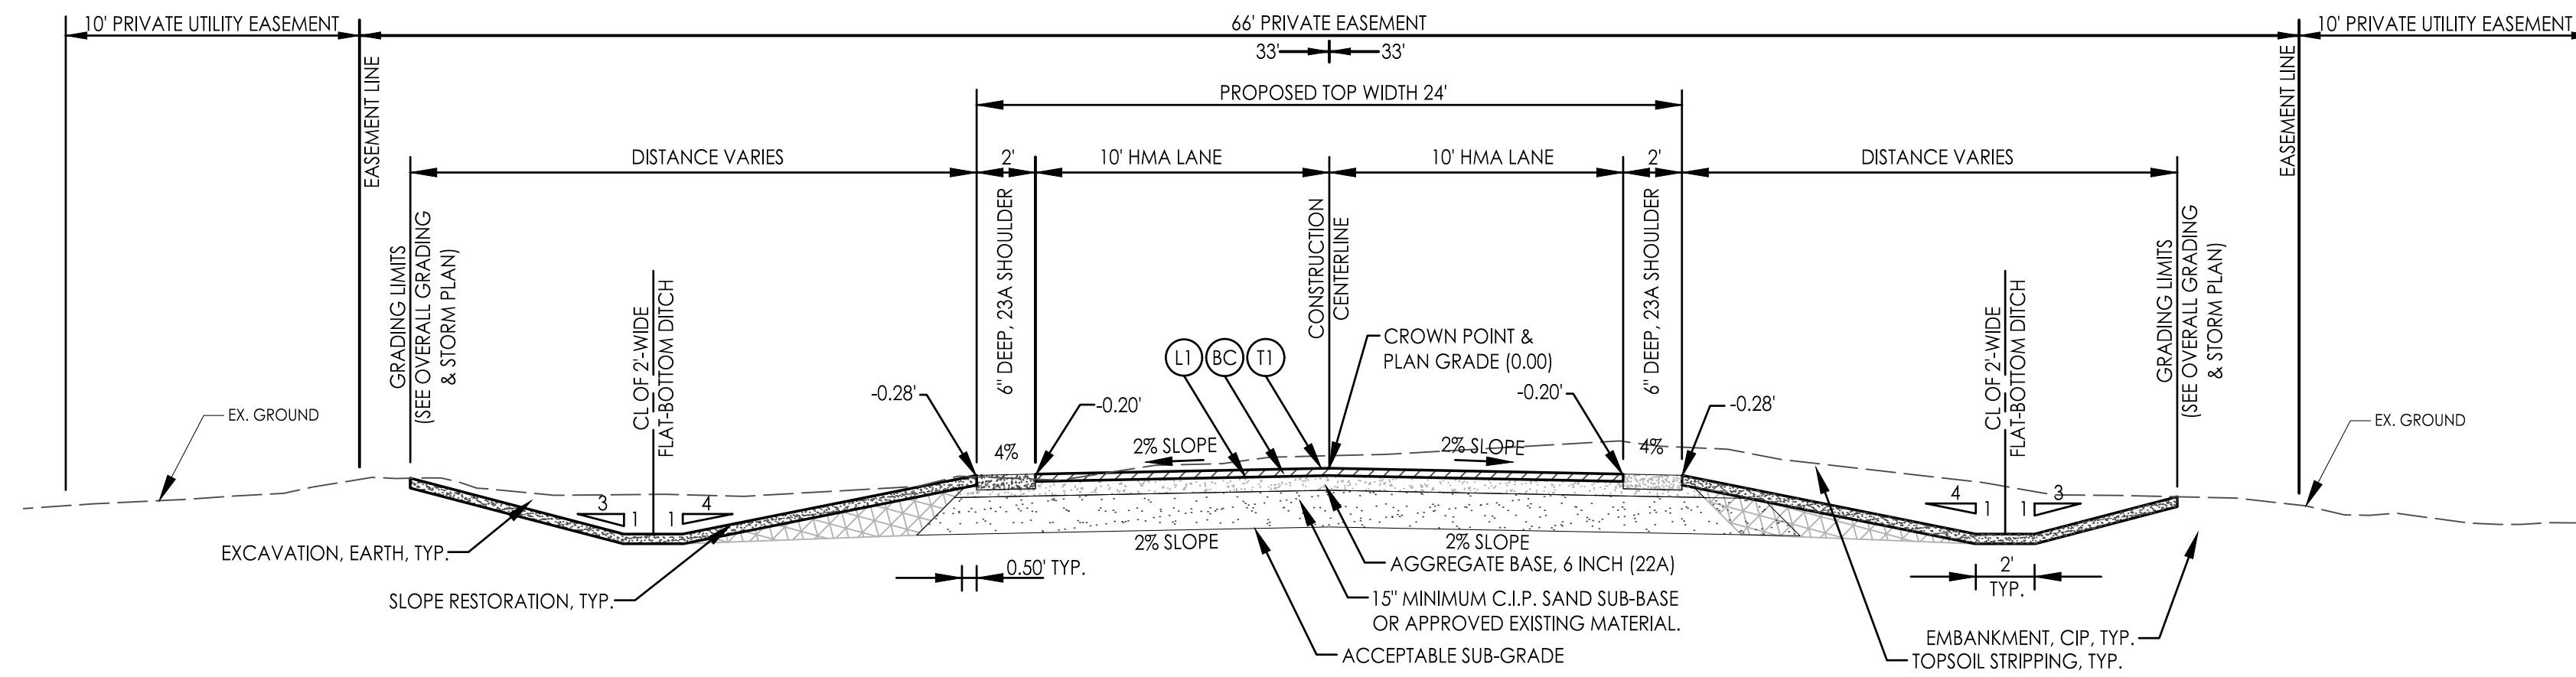 10' PRIVATE UTILITY EASEMENT
66' PRIVATE EASEMENT
10' PRIVATE UTILITY EASEMENT
33'
33'
EASEMENT LINE
EASEMENT LINE
PROPOSED TOP WIDTH 24'
DISTANCE VARIES
2'
10' HMA LANE
10' HMA LANE
2'
DISTANCE VARIES
GRADING LIMITS
(SEE OVERALL GRADING
& STORM PLAN)
CL OF 2'-WIDE
FLAT-BOTTOM DITCH
6" DEEP, 23A SHOULDER
CONSTRUCTION
CENTERLINE
6" DEEP, 23A SHOULDER
CL OF 2'-WIDE
FLAT-BOTTOM DITCH
GRADING LIMITS
(SEE OVERALL GRADING
& STORM PLAN)
L1
BC
T1
CROWN POINT &
PLAN GRADE (0.00)
-0.28'
-0.20'
-0.20'
-0.28'
EX. GROUND
EX. GROUND
4%
2% SLOPE
2% SLOPE
4%
3
1
1
4
4
1
1
3
EXCAVATION, EARTH, TYP.
2% SLOPE
2% SLOPE
SLOPE RESTORATION, TYP.
0.50' TYP.
AGGREGATE BASE, 6 INCH (22A)
2'
TYP.
15" MINIMUM C.I.P. SAND SUB-BASE
OR APPROVED EXISTING MATERIAL.
ACCEPTABLE SUB-GRADE
EMBANKMENT, CIP, TYP.
TOPSOIL STRIPPING, TYP.